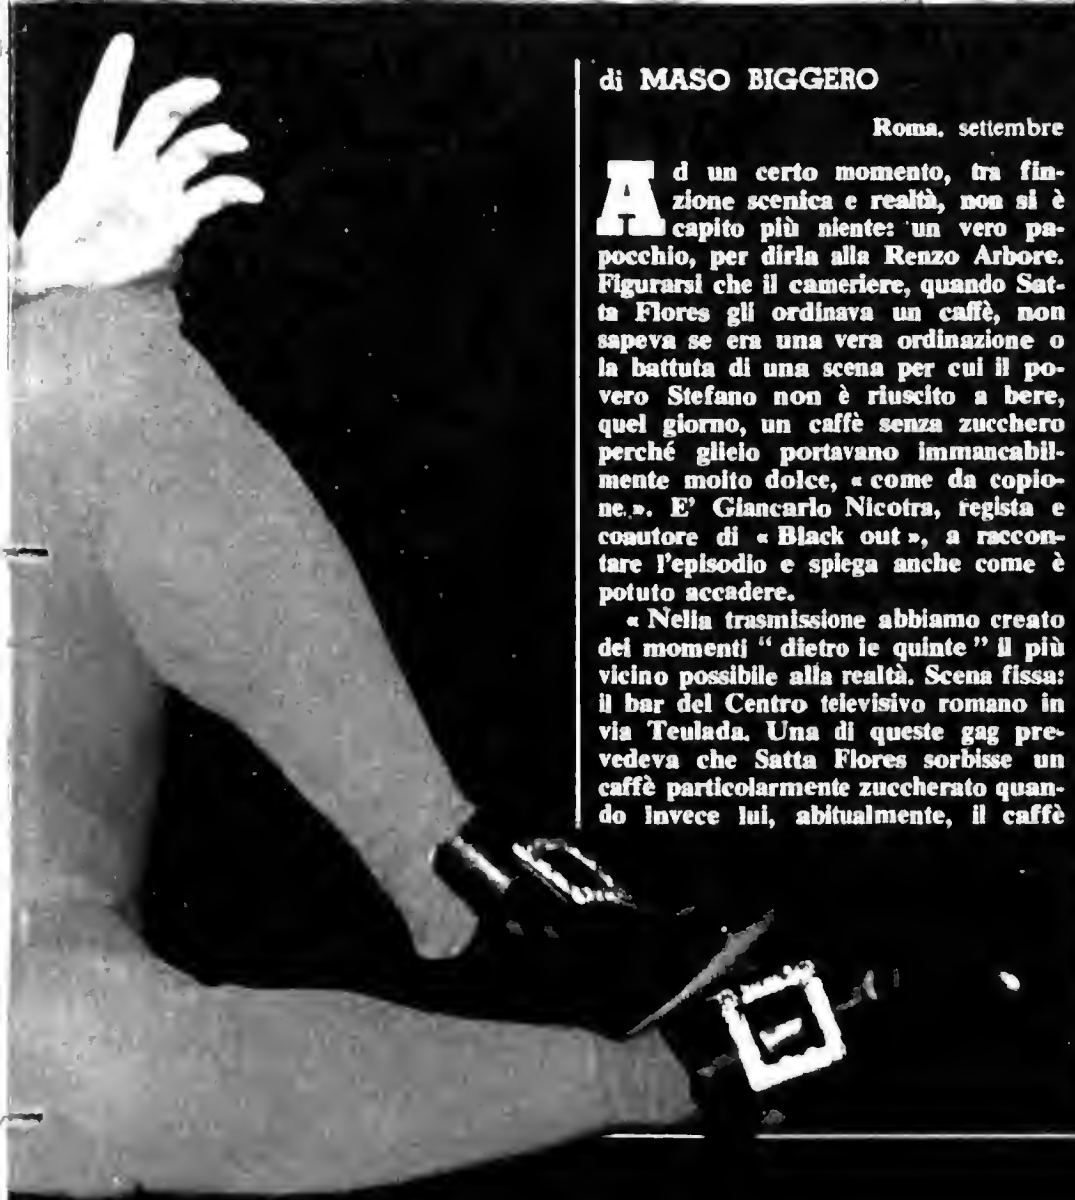 di MASO BIGGERO
Roma, settembre
Ad un certo momento, tra fin-
zione scenica e realtà, non si è
capito più niente: un vero pa-
pocchio, per dirla alla Renzo Arbore.
Figurarsi che il cameriere, quando Sat-
ta Flores gli ordinava un caffè, non
sapeva se era una vera ordinazione o
la battuta di una scena per cui il po-
vero Stefano non è riuscito a bere,
quel giorno, un caffè senza zucchero
perché glielo portavano immancabil-
mente molto dolce, « come da copio-
ne ». E' Giancarlo Nicotra, regista e
coautore di « Black out », a raccon-
tare l'episodio e spiega anche come è
potuto accadere.
« Nella trasmissione abbiamo creato
dei momenti “ dietro le quinte ” il più
vicino possibile alla realtà. Scena fissa:
il bar del Centro televisivo romano in
via Teulada. Una di queste gag pre-
vedeva che Satta Flores sorbisse un
caffè particolarmente zuccherato quan-
do invece lui, abitualmente, il caffè